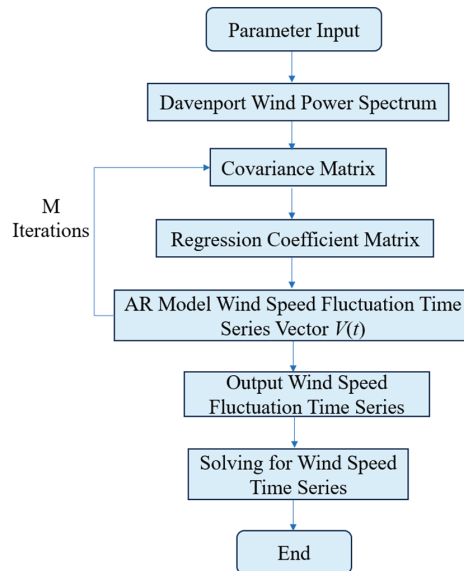 Parameter Input
Davenport Wind Power Spectrum
Covariance Matrix
M
Iterations
Regression Coefficient Matrix
AR Model Wind Speed Fluctuation Time
Series Vector V(t)
Output Wind Speed
Fluctuation Time Series
Solving for Wind Speed
Time Series
End